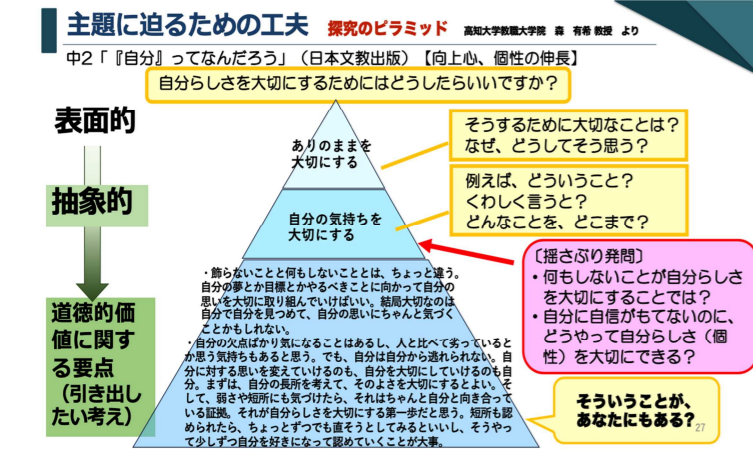 主題に迫るための工夫 探究のピラミッド 高知大学教職大学院 森 有希 教授 より
中2「『自分』ってなんだろう」（日本文教出版）【向上心、個性の伸長】
自分らしさを大切にするためにはどうしたらいいですか？
表面的
抽象的
道徳的価
値に関す
る要点
（引き出し
たい考え）
ありのままを
大切にする
自分の気持ちを
大切にする
・飾らないことと何もしないこととは、ちょっと違う。
自分の夢とか目標とかやるべきことに向かって自分の
思いを大切に取り組んでいけばいい。結局大切なのは
自分で自分を見つめて、自分の思いにちゃんと気づく
ことかもしれない。
・自分の欠点ばかり気になることはあるし、人と比べて劣っていると
か思う気持ちもあると思う。でも、自分は自分から逃れられない。自
分に対する思いを変えていけるのも、自分を大切にしていけるのも自
分。まずは、自分の長所を考えて、そのよさを大切にするとよい。そ
して、弱さや短所にも気づけたら、それはちゃんと自分と向き合って
いる証拠。それが自分らしさを大切にする第一歩だと思う。短所も認
められたら、ちょっとずつでも直そうとしてみるといいし、そうやっ
て少しずつ自分を好きになって認めていくことが大事。
そうするために大切なことは？
なぜ、どうしてそう思う？
例えば、どういうこと？
くわしく言うと？
どんなことを、どこまで？
〔揺さぶり発問〕
・何もしないことが自分らしさ
を大切にすることでは？
・自分に自信がもてないのに、
どうやって自分らしさ（個
性）を大切にできる？
そういうことが、
あなたにもある？
27